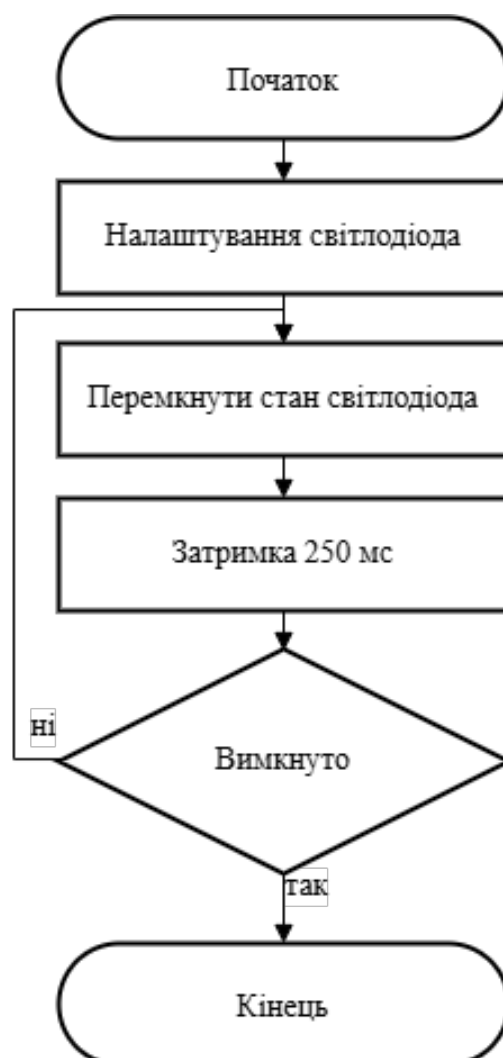 Початок
Налаштування світлодіода
Перемкнути стан світлодіода
Затримка 250 мс
ні
Вимкнуто
так
Кінець